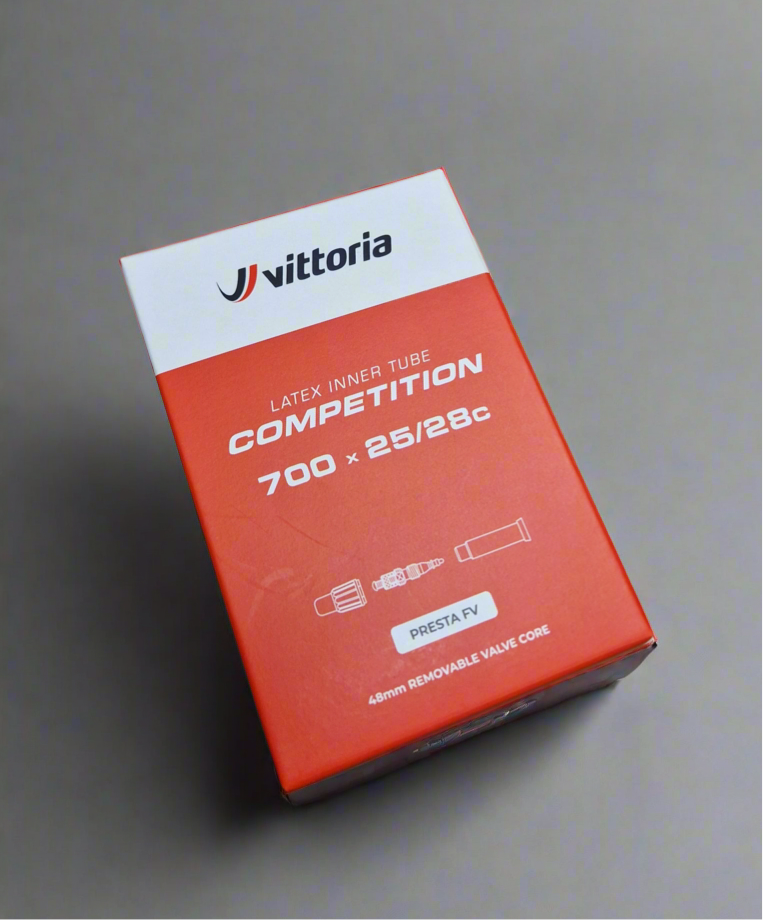 vittoria
LATEX INNER TUBE
COMPETITION
700 x 25/28c
PRESTA FV
48mm REMOVABLE VALVE CORE